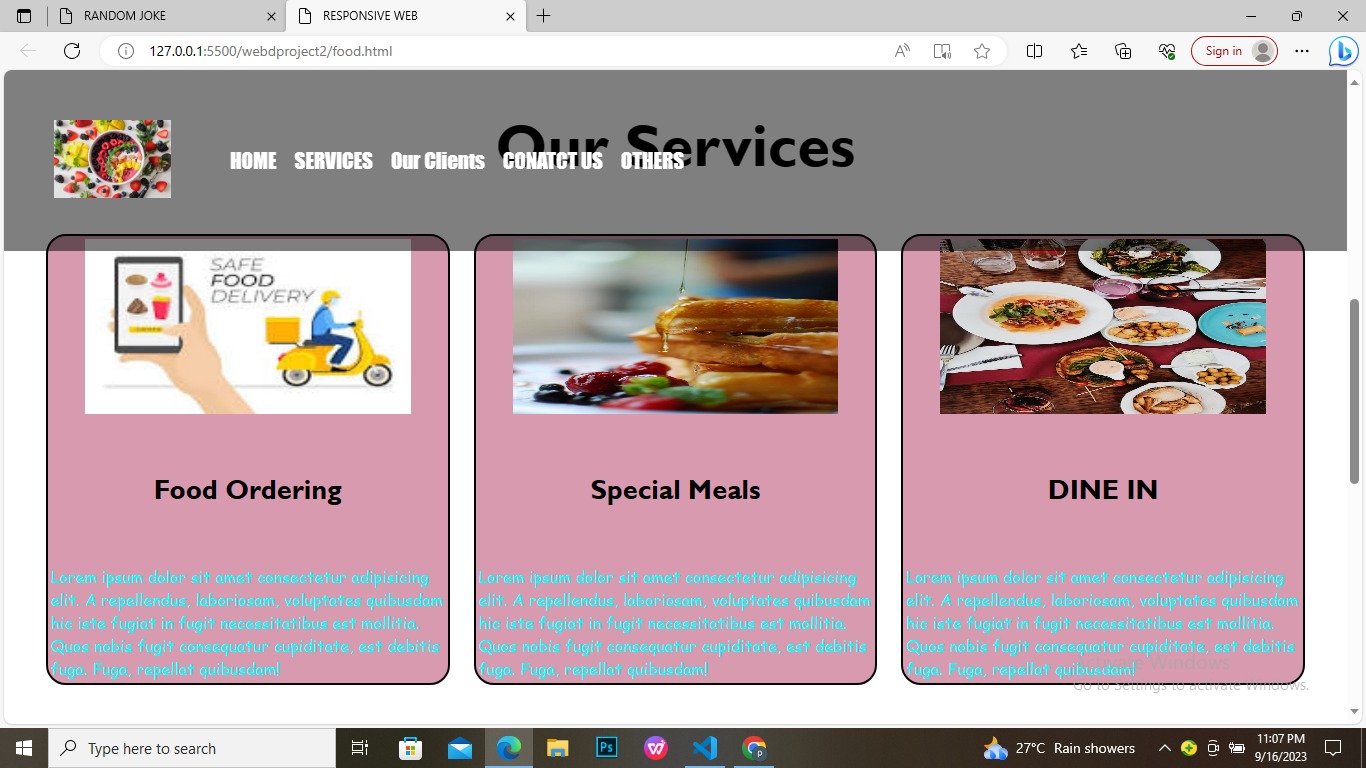 RANDOM JOKE
RESPONSIVE WEB
127.0.0.1:5500/webdproject2/food.html
Sign in
Our Services
HOME SERVICES Our Clients CONATCT US OTHERS
SAFE
FOOD
DELIVERY
Food Ordering
Special Meals
DINE IN
Lorem ipsum dolor sit amet consectetur adipisicing
elit. A repellendus, laboriosam, voluptates quibusdam
hic iste fugiat in fugit necessitatibus est mollitia.
Quos nobis fugit consequatur cupiditate, est debitis
fuga. Fuga, repellat quibusdam!
Lorem ipsum dolor sit amet consectetur adipisicing
elit. A repellendus, laboriosam, voluptates quibusdam
hic iste fugiat in fugit necessitatibus est mollitia.
Quos nobis fugit consequatur cupiditate, est debitis
fuga. Fuga, repellat quibusdam!
Lorem ipsum dolor sit amet consectetur adipisicing
elit. A repellendus, laboriosam, voluptates quibusdam
hic iste fugiat in fugit necessitatibus est mollitia.
Quos nobis fugit consequatur cupiditate, est debitis
fuga. Fuga, repellat quibusdam!
Activate Windows
Go to Settings to activate Windows.
Type here to search
Ps
27°C Rain showers
11:07 PM
9/16/2023